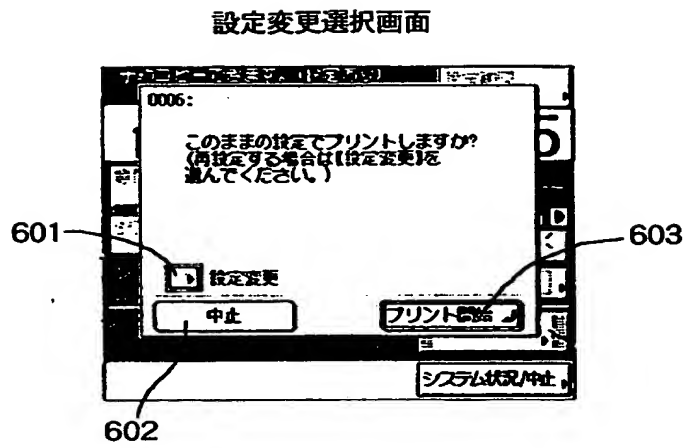 設定変更選択画面
0006:
このままの設定でプリントしますか?
(再設定する場合は【設定変更】を
選んでください。)
601
603
設定変更
中止
プリント開始
システム状況/中止
602